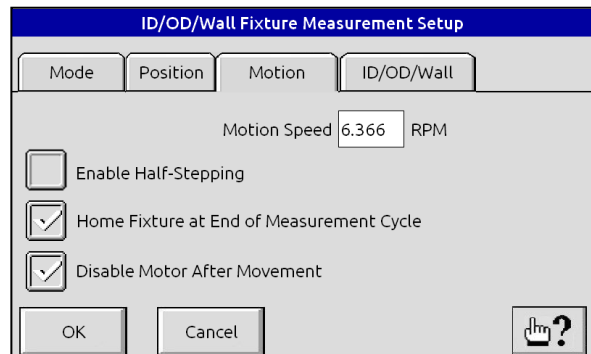 ID/OD/Wall Fixture Measurement Setup
Mode Position Motion ID/OD/Wall
Motion Speed 6.366 RPM
Enable Half-Stepping
Home Fixture at End of Measurement Cycle
Disable Motor After Movement
OK Cancel ?